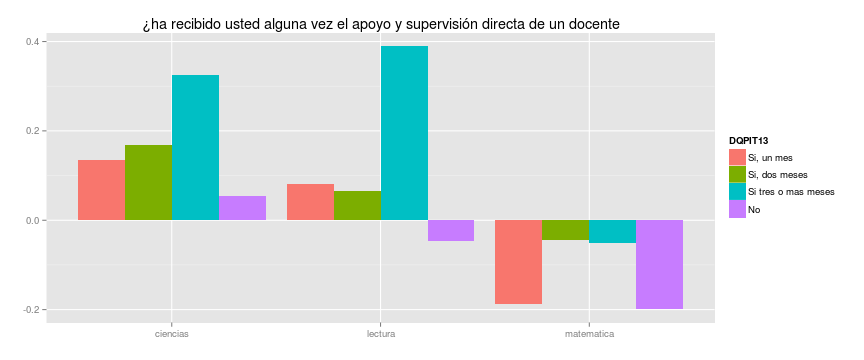 ¿ha recibido usted alguna vez el apoyo y supervisión directa de un docente
0.4
0.2
0.0
-0.2
ciencias
lectura
matematica
DQPIT13
Si, un mes
Si, dos meses
Si tres o mas meses
No